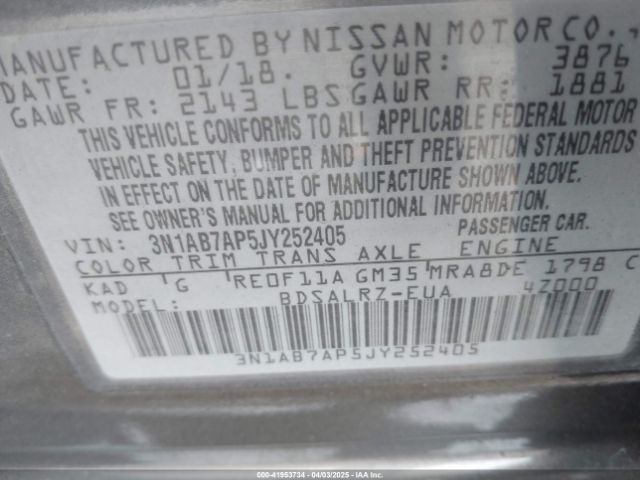 MANUFACTURED BY NISSAN MOTOR CO.,
DATE: 01/18. GVWR: 3876
GAWR FR: 2143 LBS GAWR RR: 1881
THIS VEHICLE CONFORMS TO ALL APPLICABLE FEDERAL MOTOR
VEHICLE SAFETY, BUMPER AND THEFT PREVENTION STANDARDS
IN EFFECT ON THE DATE OF MANUFACTURE SHOWN ABOVE.
SEE OWNER'S MANUAL FOR ADDITIONAL INFORMATION.
VIN: 3N1AB7AP5JY252405 PASSENGER CAR.
COLOR TRIM TRANS AXLE ENGINE
KAD G RE0F11A GM35 MRA8DE 1798 C
MODEL: BDSALRZ-EUA 4Z000
3N1AB7AP5JY252405
000-41953734 - 04/03/2025 - IAAI, Inc.